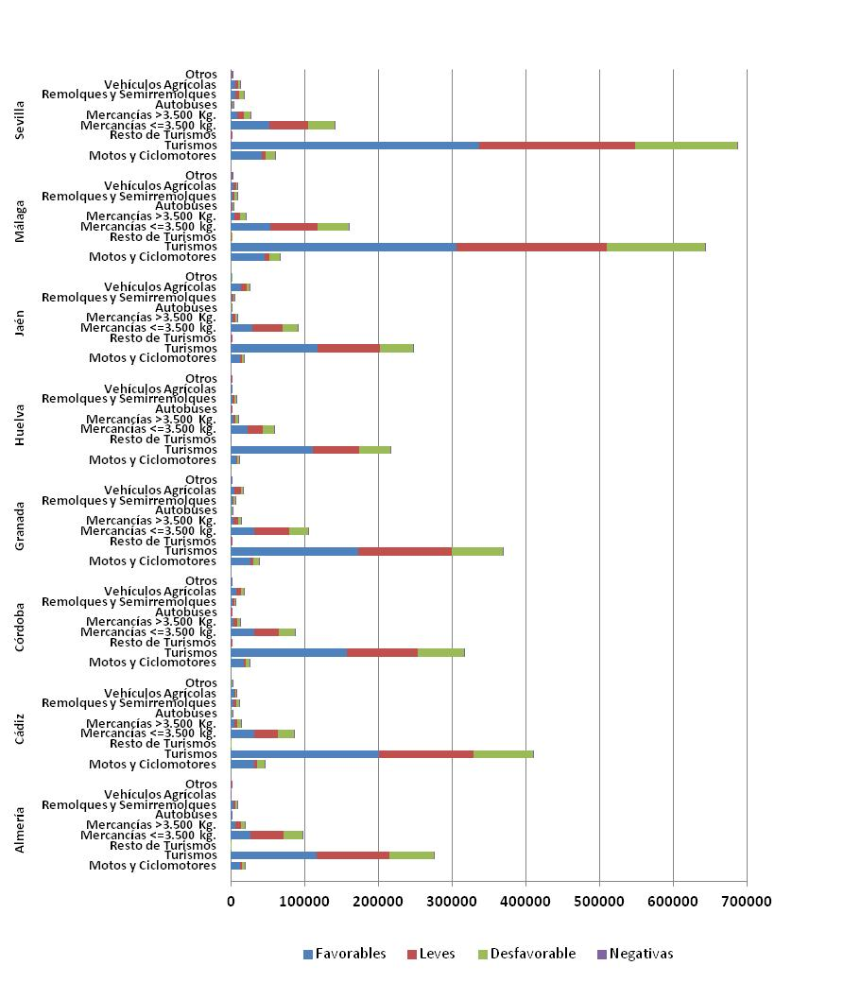 Sevilla
Otros
Vehículos Agrícolas
Remolques y Semirremolques
Autobuses
Mercancías >3.500 Kg.
Mercancías <=3.500 kg.
Resto de Turismos
Turismos
Motos y Ciclomotores
Málaga
Otros
Vehículos Agrícolas
Remolques y Semirremolques
Autobuses
Mercancías >3.500 Kg.
Mercancías <=3.500 kg.
Resto de Turismos
Turismos
Motos y Ciclomotores
Jaén
Otros
Vehículos Agrícolas
Remolques y Semirremolques
Autobuses
Mercancías >3.500 Kg.
Mercancías <=3.500 kg.
Resto de Turismos
Turismos
Motos y Ciclomotores
Huelva
Otros
Vehículos Agrícolas
Remolques y Semirremolques
Autobuses
Mercancías >3.500 Kg.
Mercancías <=3.500 kg.
Resto de Turismos
Turismos
Motos y Ciclomotores
Granada
Otros
Vehículos Agrícolas
Remolques y Semirremolques
Autobuses
Mercancías >3.500 Kg.
Mercancías <=3.500 kg.
Resto de Turismos
Turismos
Motos y Ciclomotores
Córdoba
Otros
Vehículos Agrícolas
Remolques y Semirremolques
Autobuses
Mercancías >3.500 Kg.
Mercancías <=3.500 kg.
Resto de Turismos
Turismos
Motos y Ciclomotores
Cádiz
Otros
Vehículos Agrícolas
Remolques y Semirremolques
Autobuses
Mercancías >3.500 Kg.
Mercancías <=3.500 kg.
Resto de Turismos
Turismos
Motos y Ciclomotores
Almería
Otros
Vehículos Agrícolas
Remolques y Semirremolques
Autobuses
Mercancías >3.500 Kg.
Mercancías <=3.500 kg.
Resto de Turismos
Turismos
Motos y Ciclomotores
0 100000 200000 300000 400000 500000 600000 700000
Favorables Leves Desfavorable Negativas